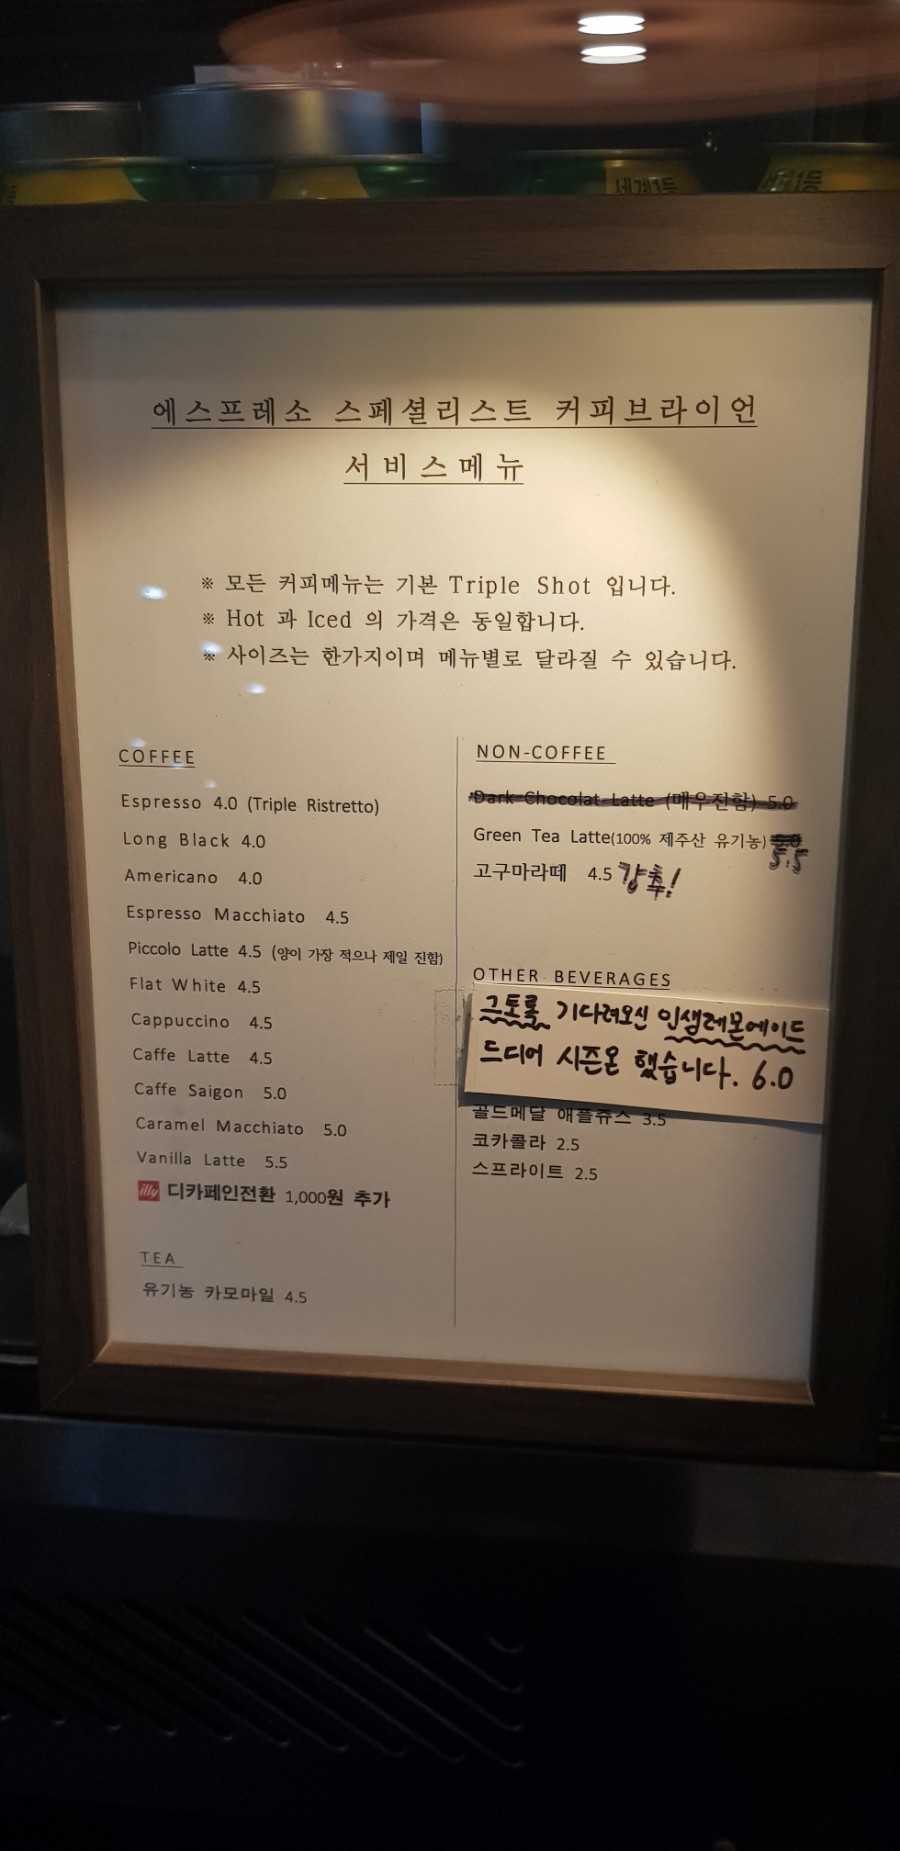 세계1등
세계1등
에스프레소 스페셜리스트 커피브라이언
서비스메뉴
※ 모든 커피메뉴는 기본 Triple Shot 입니다.
※ Hot 과 Iced 의 가격은 동일합니다.
※ 사이즈는 한가지이며 메뉴별로 달라질 수 있습니다.
COFFEE
Espresso 4.0 (Triple Ristretto)
Long Black 4.0
Americano 4.0
Espresso Macchiato 4.5
Piccolo Latte 4.5 (양이 가장 적으나 제일 진함)
Flat White 4.5
Cappuccino 4.5
Caffe Latte 4.5
Caffe Saigon 5.0
Caramel Macchiato 5.0
Vanilla Latte 5.5
illy 디카페인전환 1,000원 추가
TEA
유기농 카모마일 4.5
NON-COFFEE
Dark Chocolat Latte (매우진함) 5.0
Green Tea Latte(100% 제주산 유기농) 5.0
5.5
고구마라떼 4.5 강추!
OTHER BEVERAGES
그토록 기다려오신 인생레몬에이드
드디어 시즌온 했습니다. 6.0
골드메달 애플쥬스 3.5
코카콜라 2.5
스프라이트 2.5